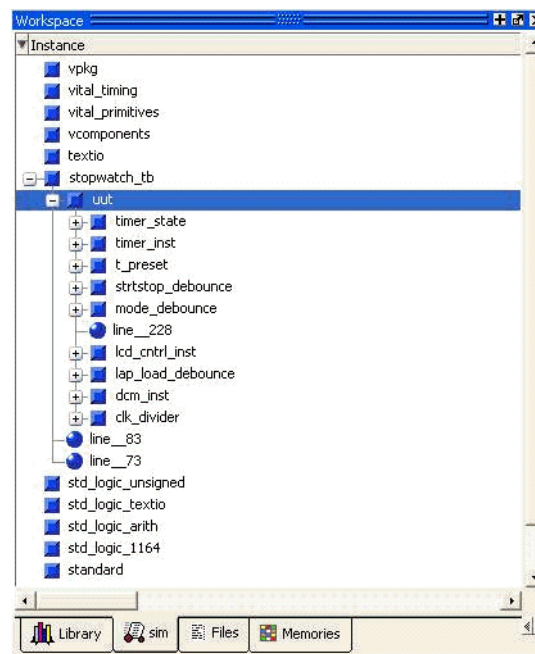 Workspace
Instance
vpkg
vital_timing
vital_primitives
vcomponents
textio
stopwatch_tb
uut
timer_state
timer_inst
t_preset
strtstop_debounce
mode_debounce
line__228
lcd_cntrl_inst
lap_load_debounce
dcm_inst
clk_divider
line__83
line__73
std_logic_unsigned
std_logic_textio
std_logic_arith
std_logic_1164
standard
Library sim Files Memories